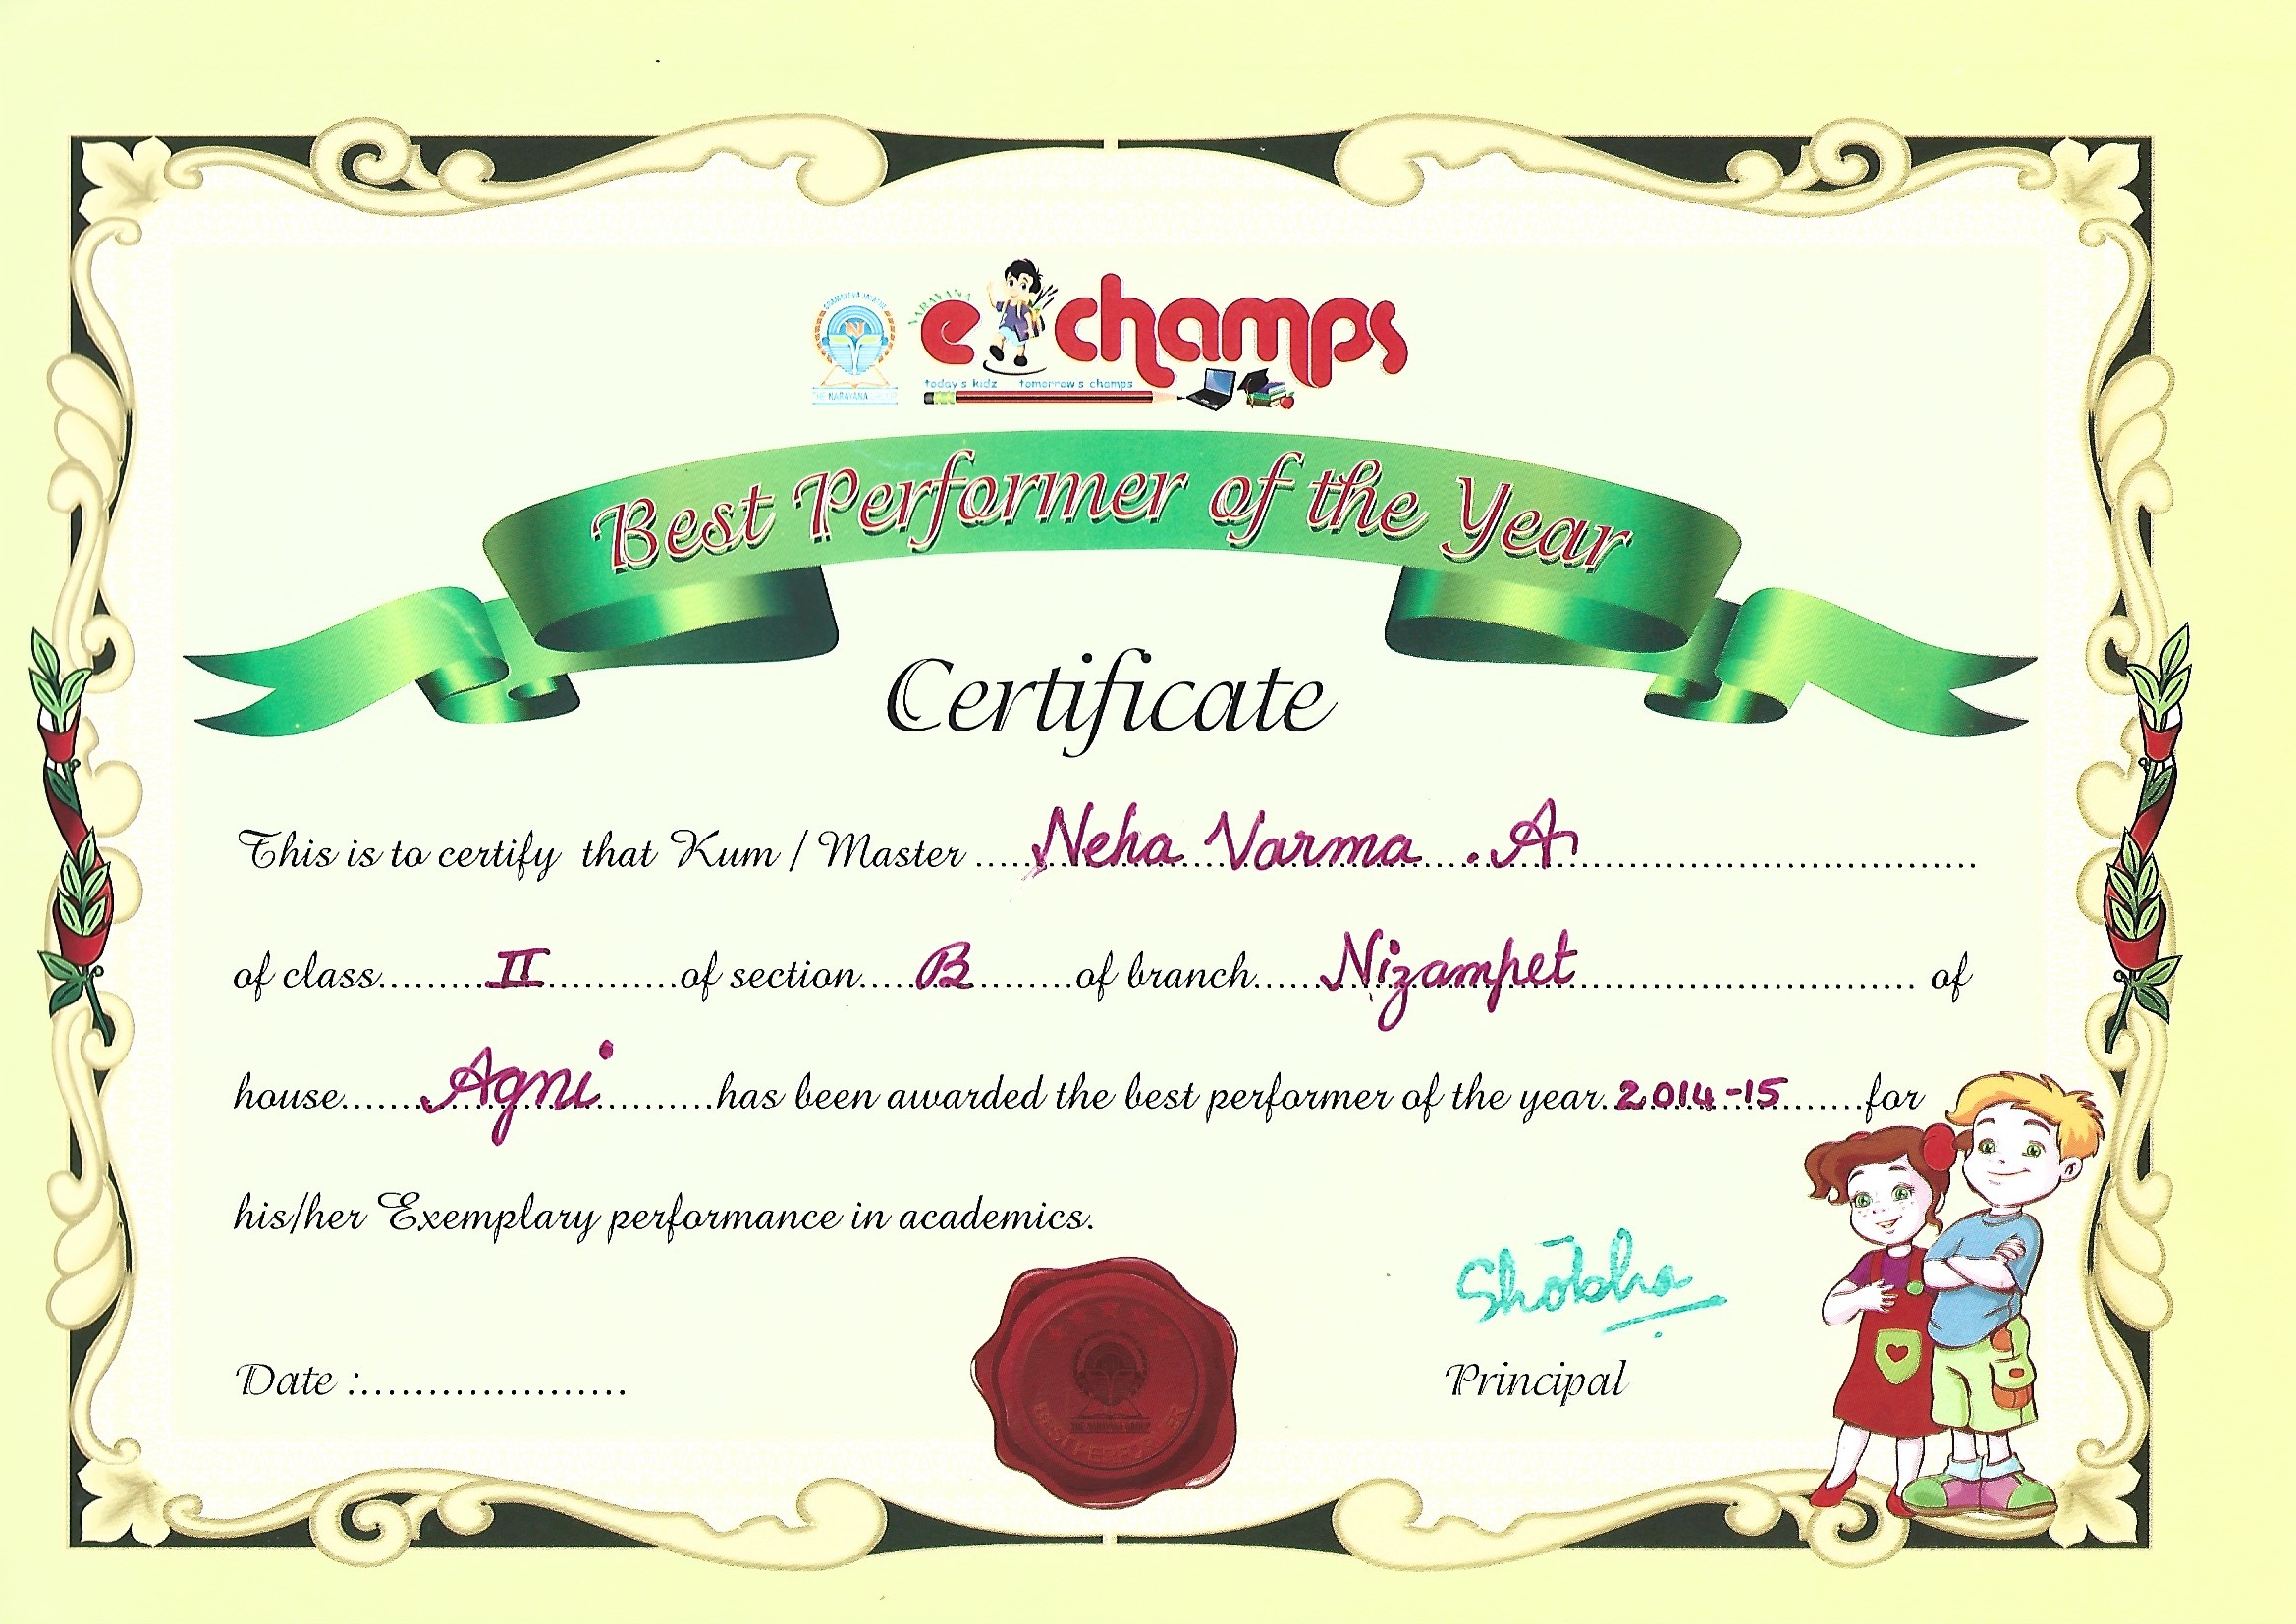 NARAYANA
e champs
today's kidz tomorrow's champs
THE NARAYANA GROUP
Best Performer of the Year
Certificate
This is to certify that Kum / Master ..... Neha Varma . A ..........
of class.......... II ..........of section..... B ..........of branch..... Nizampet .......... of
house...... Agni ..........has been awarded the best performer of the year. 2014-15 ......for
his/her Exemplary performance in academics.
Shobha
Date :.....................
Principal
THE NARAYANA GROUP